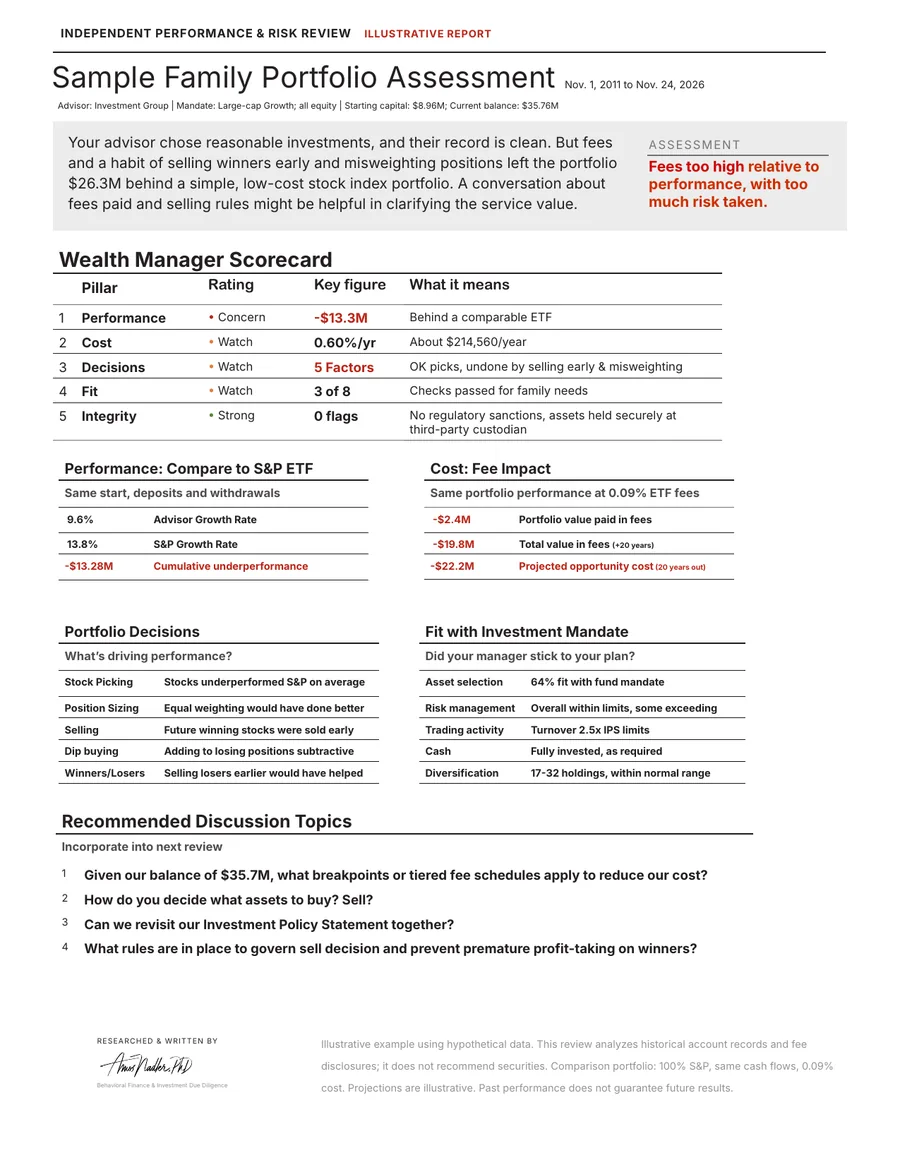 INDEPENDENT PERFORMANCE & RISK REVIEW ILLUSTRATIVE REPORT
Sample Family Portfolio Assessment Nov. 1, 2011 to Nov. 24, 2026
Advisor: Investment Group | Mandate: Large-cap Growth; all equity | Starting capital: $8.96M; Current balance: $35.76M
Your advisor chose reasonable investments, and their record is clean. But fees
and a habit of selling winners early and misweighting positions left the portfolio
$26.3M behind a simple, low-cost stock index portfolio. A conversation about
fees paid and selling rules might be helpful in clarifying the service value.
ASSESSMENT
Fees too high relative to
performance, with too
much risk taken.
Wealth Manager Scorecard
Pillar Rating Key figure What it means
1 Performance • Concern -$13.3M Behind a comparable ETF
2 Cost • Watch 0.60%/yr About $214,560/year
3 Decisions • Watch 5 Factors OK picks, undone by selling early & misweighting
4 Fit • Watch 3 of 8 Checks passed for family needs
5 Integrity • Strong 0 flags No regulatory sanctions, assets held securely at
third-party custodian
Performance: Compare to S&P ETF
Same start, deposits and withdrawals
9.6% Advisor Growth Rate
13.8% S&P Growth Rate
-$13.28M Cumulative underperformance
Cost: Fee Impact
Same portfolio performance at 0.09% ETF fees
-$2.4M Portfolio value paid in fees
-$19.8M Total value in fees (+20 years)
-$22.2M Projected opportunity cost (20 years out)
Portfolio Decisions
What's driving performance?
Stock Picking Stocks underperformed S&P on average
Position Sizing Equal weighting would have done better
Selling Future winning stocks were sold early
Dip buying Adding to losing positions subtractive
Winners/Losers Selling losers earlier would have helped
Fit with Investment Mandate
Did your manager stick to your plan?
Asset selection 64% fit with fund mandate
Risk management Overall within limits, some exceeding
Trading activity Turnover 2.5x IPS limits
Cash Fully invested, as required
Diversification 17-32 holdings, within normal range
Recommended Discussion Topics
Incorporate into next review
1 Given our balance of $35.7M, what breakpoints or tiered fee schedules apply to reduce our cost?
2 How do you decide what assets to buy? Sell?
3 Can we revisit our Investment Policy Statement together?
4 What rules are in place to govern sell decision and prevent premature profit-taking on winners?
RESEARCHED & WRITTEN BY
Amos Nadler, PhD
Behavioral Finance & Investment Due Diligence
Illustrative example using hypothetical data. This review analyzes historical account records and fee
disclosures; it does not recommend securities. Comparison portfolio: 100% S&P, same cash flows, 0.09%
cost. Projections are illustrative. Past performance does not guarantee future results.